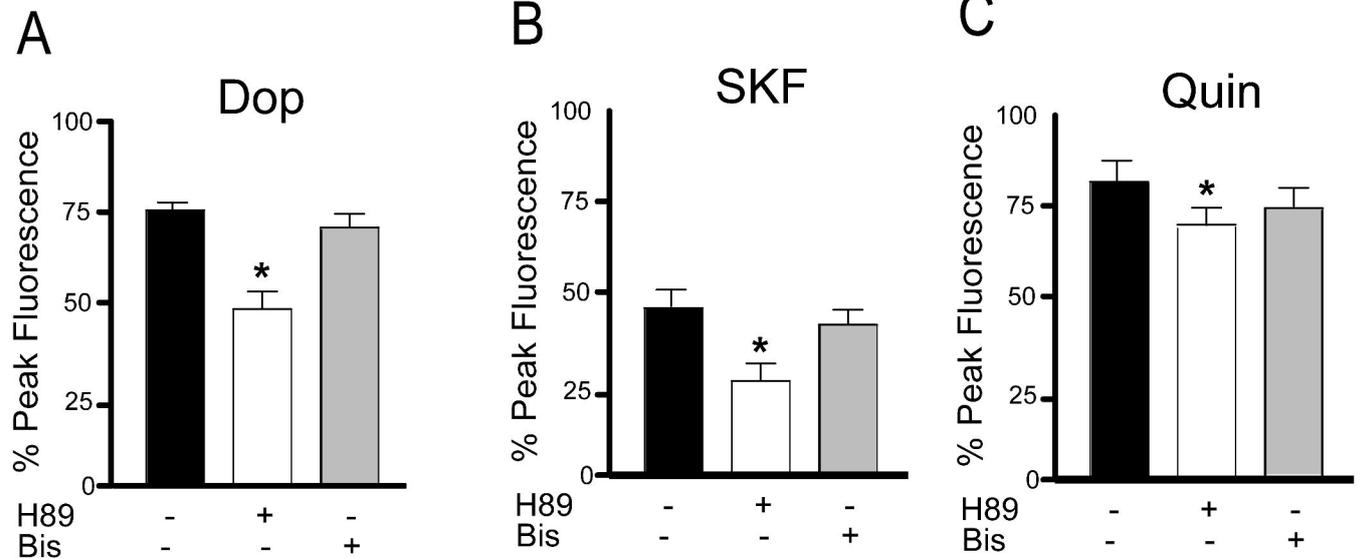 A
Dop
% Peak Fluorescence
100
75
50
25
0
*
H89 - + -
Bis - - +
B
SKF
% Peak Fluorescence
100
75
50
25
0
*
H89 - + -
Bis - - +
C
Quin
% Peak Fluorescence
100
75
50
25
0
*
H89 - + -
Bis - - +